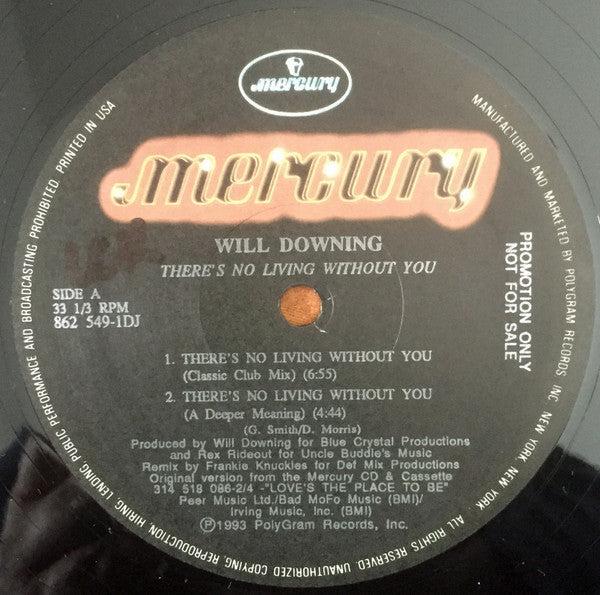 mercury
mercury
WILL DOWNING
THERE'S NO LIVING WITHOUT YOU
SIDE A
33 1/3 RPM
862 549-1DJ
PROMOTION ONLY
NOT FOR SALE
1. THERE'S NO LIVING WITHOUT YOU
(Classic Club Mix) (6:55)
2. THERE'S NO LIVING WITHOUT YOU
(A Deeper Meaning) (4:44)
(G. Smith/D. Morris)
Produced by Will Downing for Blue Crystal Productions
and Rex Rideout for Uncle Buddie's Music
Remix by Frankie Knuckles for Def Mix Productions
Original version from the Mercury CD & Cassette
314 518 086-2/4 -"LOVE'S THE PLACE TO BE"
Peer Music Ltd./Bad MoFo Music (BMI)/
Irving Music, Inc. (BMI)
Ⓟ©1993 PolyGram Records, Inc.
MANUFACTURED AND MARKETED BY POLYGRAM RECORDS INC. NEW YORK, NEW YORK. ALL RIGHTS RESERVED. UNAUTHORIZED COPYING, REPRODUCTION, HIRING, LENDING, PUBLIC PERFORMANCE AND BROADCASTING PROHIBITED. PRINTED IN USA